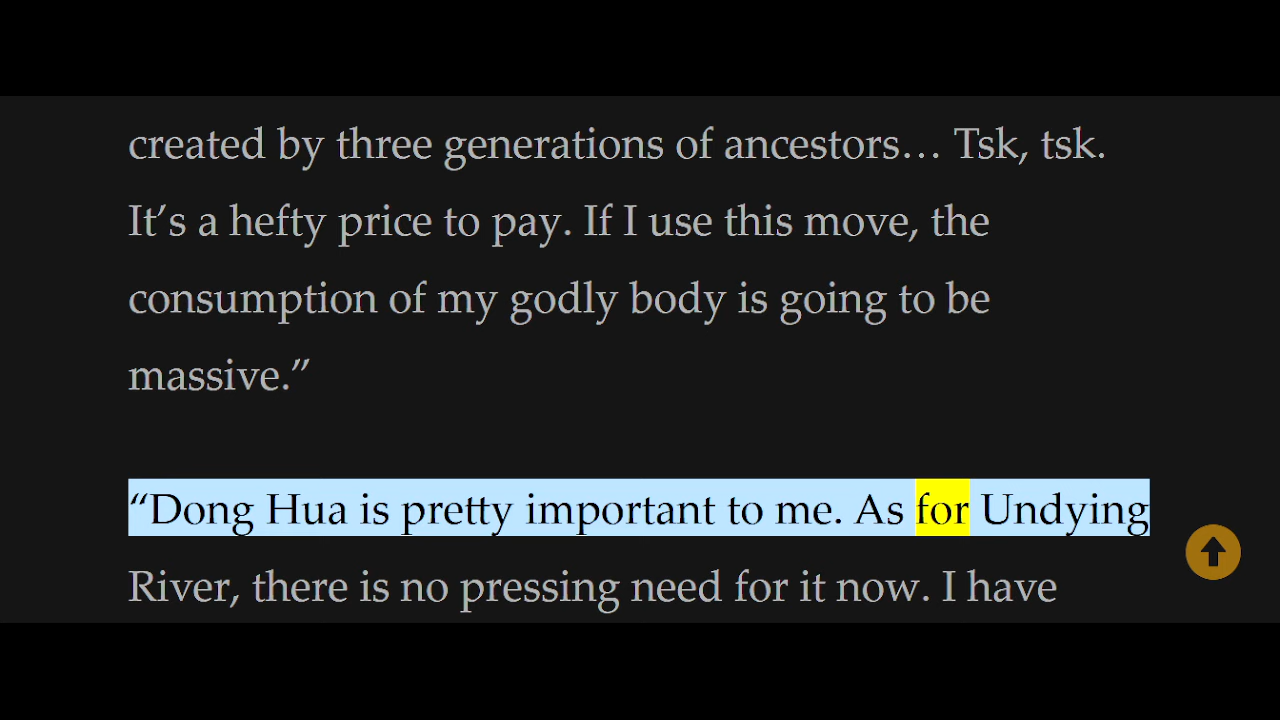 created by three generations of ancestors… Tsk, tsk.
It’s a hefty price to pay. If I use this move, the
consumption of my godly body is going to be
massive.”
“Dong Hua is pretty important to me. As for Undying
River, there is no pressing need for it now. I have